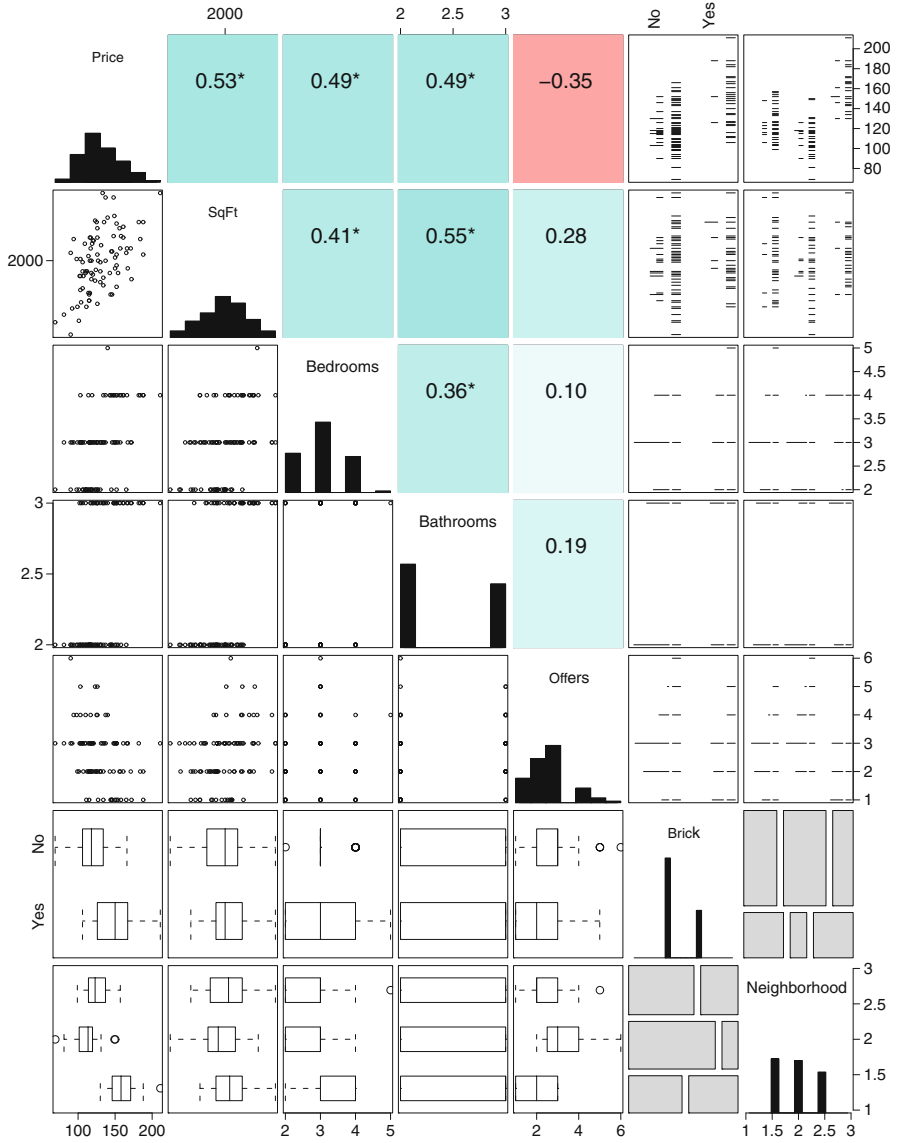 2000
2 2.5 3
No Yes
Price
0.53*
0.49*
0.49*
−0.35
200
180
160
140
120
100
80
2000
SqFt
0.41*
0.55*
0.28
Bedrooms
0.36*
0.10
5
4.5
4
3.5
3
2.5
2
3
2.5
2
Bathrooms
0.19
Offers
6
5
4
3
2
1
No
Yes
Brick
Neighborhood
3
2.5
2
1.5
1
100 150 200
2 3 4 5
2 4 6
1 1.5 2 2.5 3